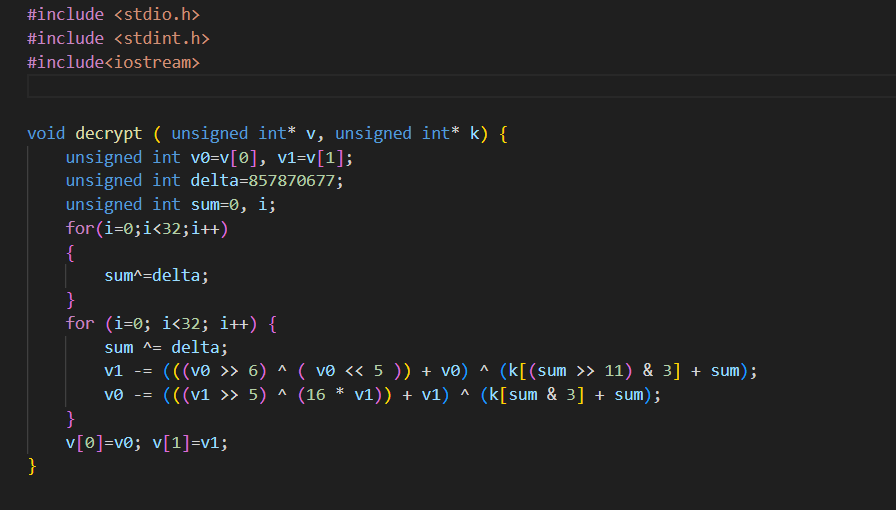 #include <stdio.h>
#include <stdint.h>
#include<iostream>
void decrypt ( unsigned int* v, unsigned int* k) {
    unsigned int v0=v[0], v1=v[1];
    unsigned int delta=857870677;
    unsigned int sum=0, i;
    for(i=0;i<32;i++)
    {
        sum^=delta;
    }
    for (i=0; i<32; i++) {
        sum ^= delta;
        v1 -= (((v0 >> 6) ^ ( v0 << 5 )) + v0) ^ (k[(sum >> 11) & 3] + sum);
        v0 -= (((v1 >> 5) ^ (16 * v1)) + v1) ^ (k[sum & 3] + sum);
    }
    v[0]=v0; v[1]=v1;
}